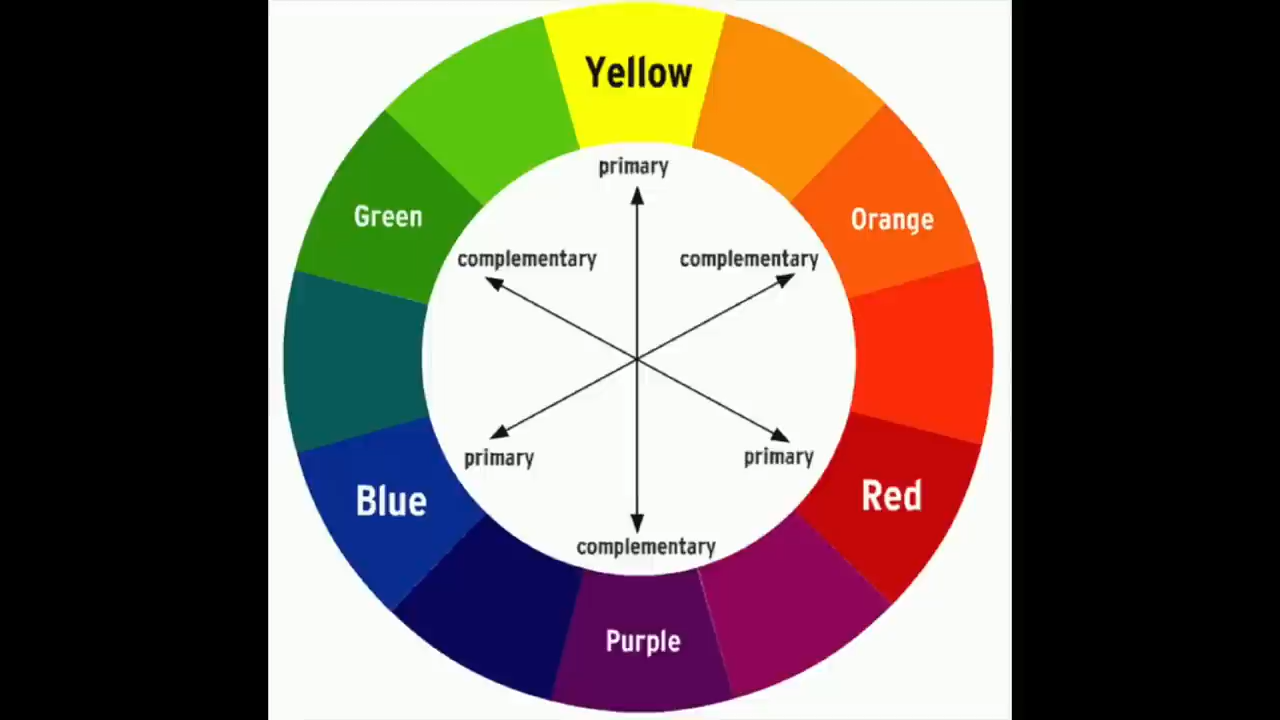 Yellow
primary
Green
Orange
complementary
complementary
primary
primary
Blue
Red
complementary
Purple